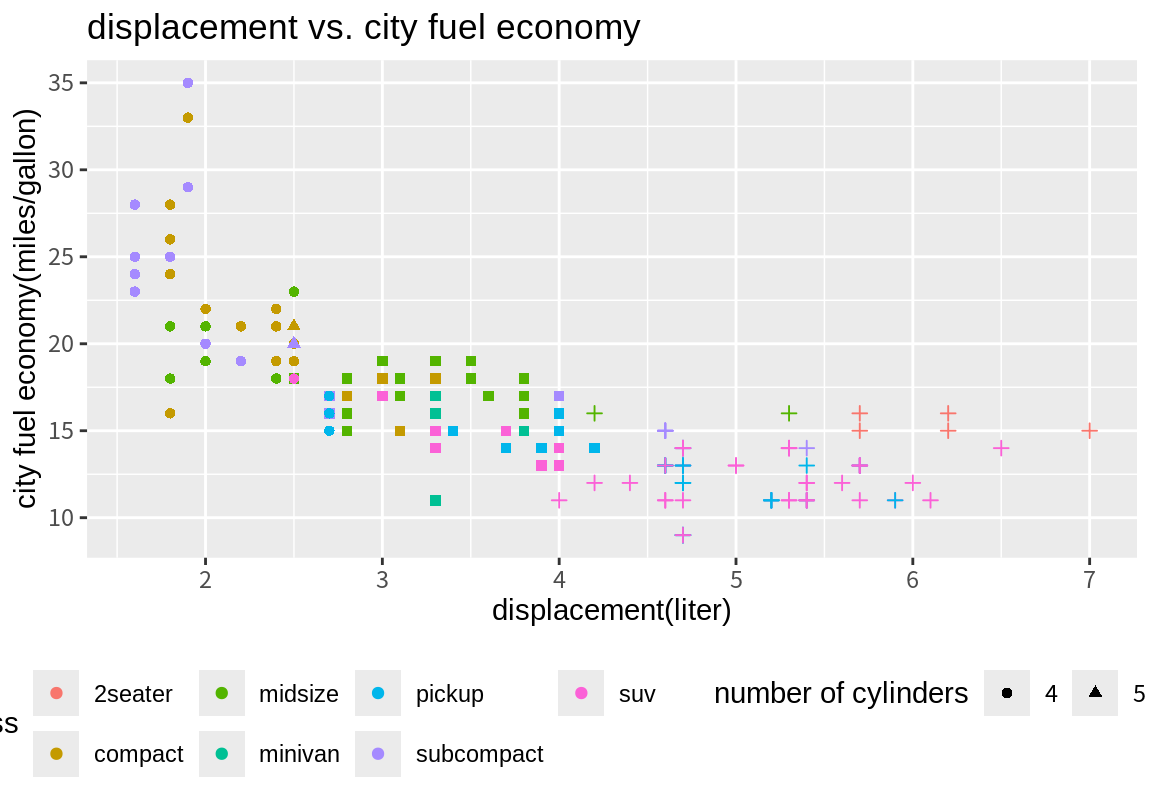 displacement vs. city fuel economy
city fuel economy(miles/gallon)
35
30
25
20
15
10
2 3 4 5 6 7
displacement(liter)
ss
2seater midsize pickup suv number of cylinders 4 5
compact minivan subcompact